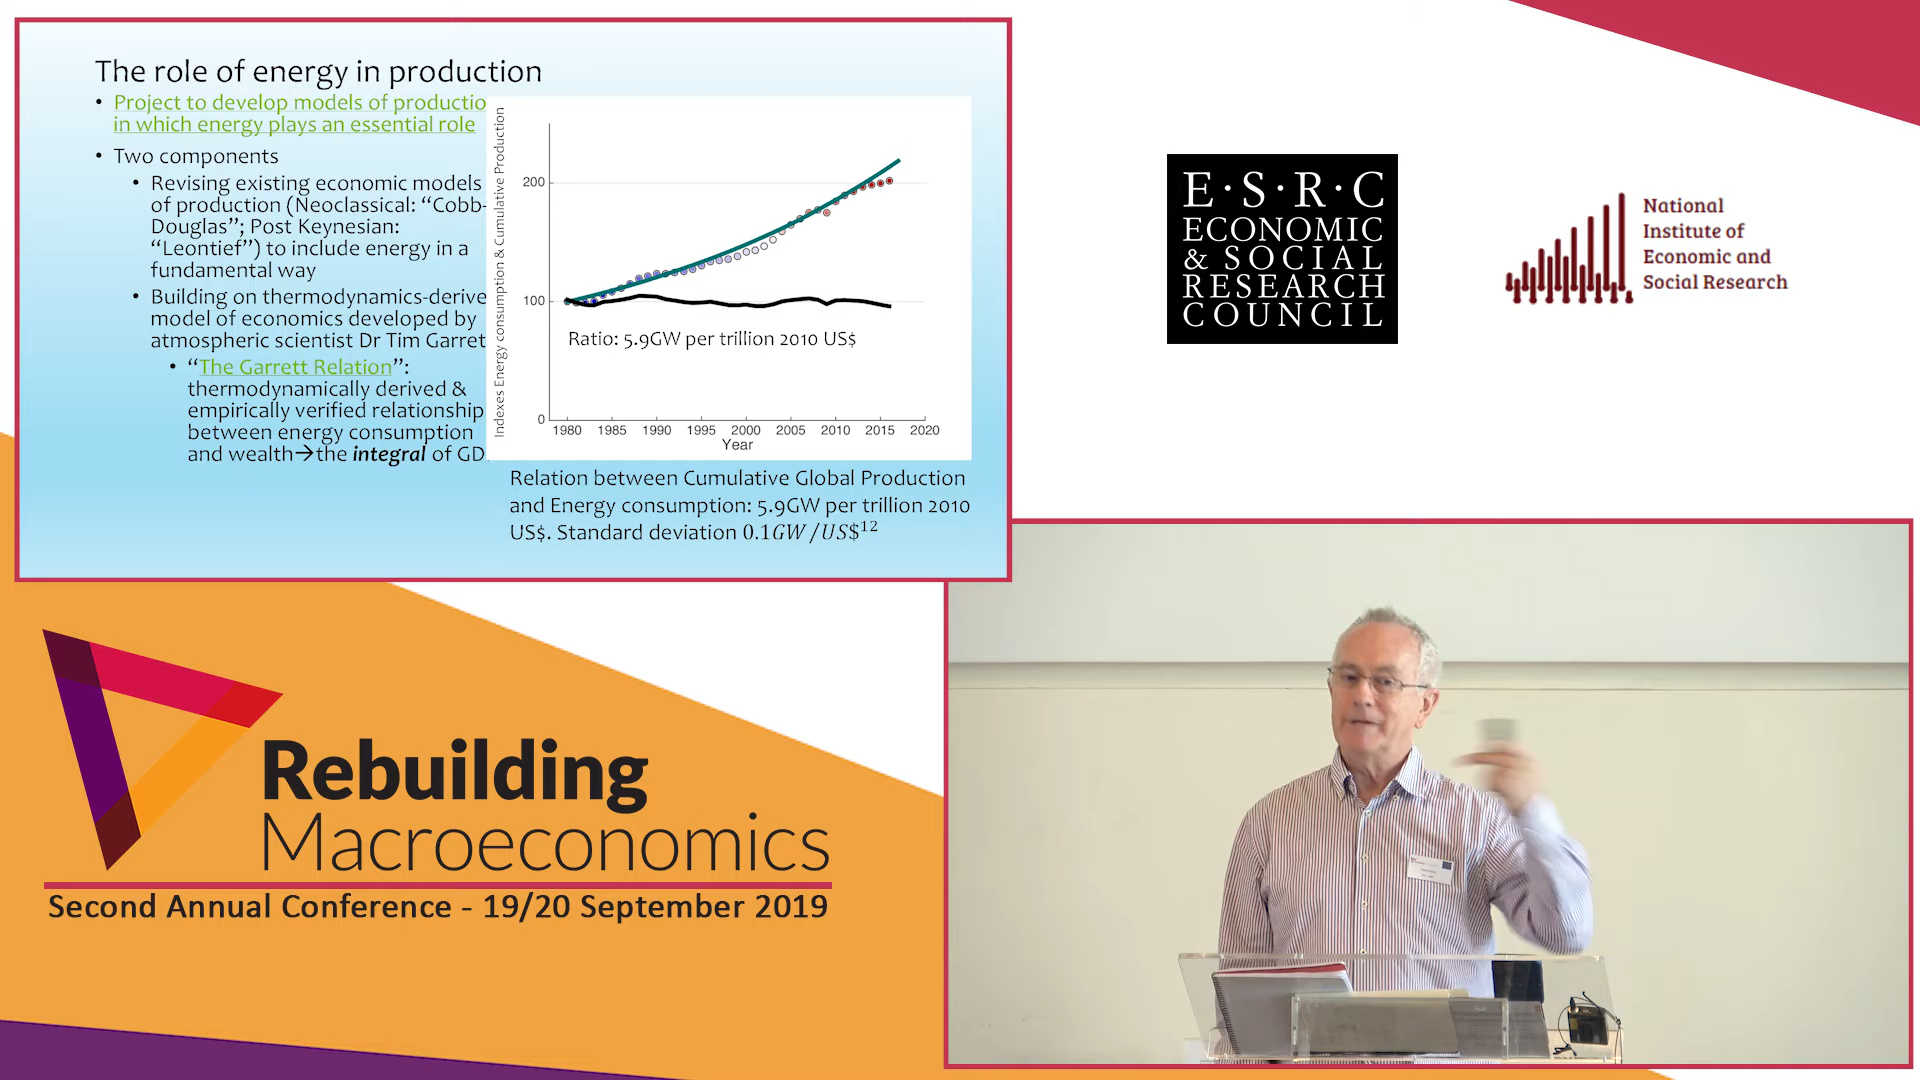 The role of energy in production
• Project to develop models of productio
in which energy plays an essential role
• Two components
• Revising existing economic models
of production (Neoclassical: “Cobb-
Douglas”; Post Keynesian:
“Leontief”) to include energy in a
fundamental way
• Building on thermodynamics-derive
model of economics developed by
atmospheric scientist Dr Tim Garret
• “The Garrett Relation”:
thermodynamically derived &
empirically verified relationship
between energy consumption
and wealth→the integral of GD
Indexes Energy consumption & Cumulative Production
200
100
0
Ratio: 5.9GW per trillion 2010 US$
1980 1985 1990 1995 2000 2005 2010 2015 2020
Year
Relation between Cumulative Global Production
and Energy consumption: 5.9GW per trillion 2010
US$. Standard deviation 0.1GW/US$¹²
E·S·R·C
ECONOMIC
& SOCIAL
RESEARCH
COUNCIL
National
Institute of
Economic and
Social Research
Rebuilding
Macroeconomics
Second Annual Conference - 19/20 September 2019